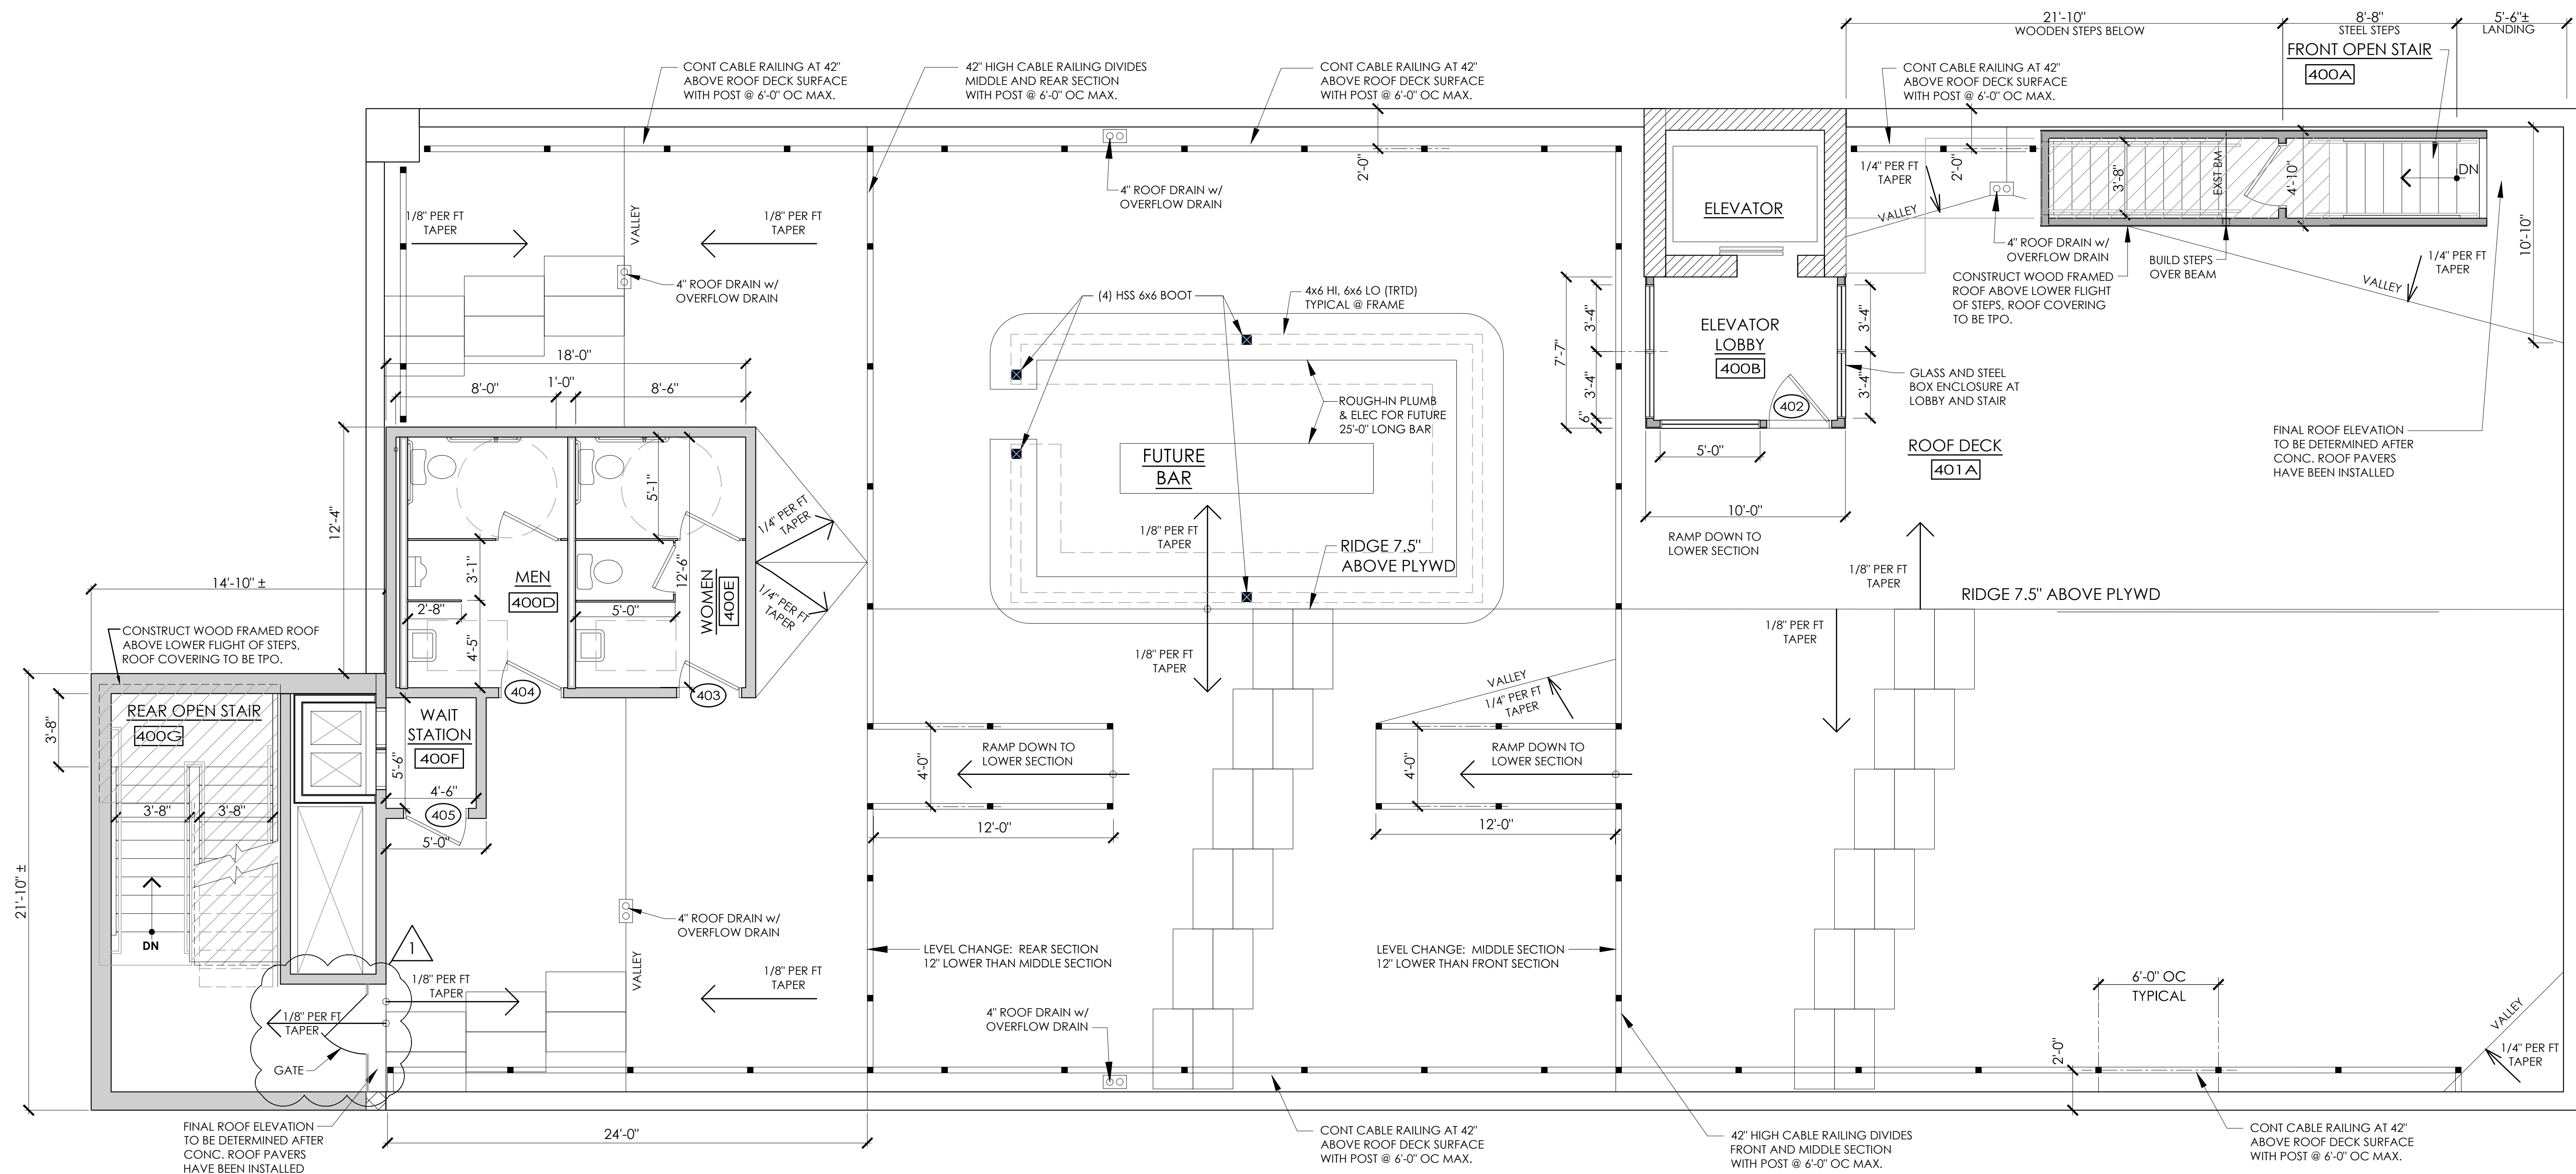 21'-10"
WOODEN STEPS BELOW
8'-8"
STEEL STEPS
5'-6"±
LANDING
FRONT OPEN STAIR
400A
CONT CABLE RAILING AT 42"
ABOVE ROOF DECK SURFACE
WITH POST @ 6'-0" OC MAX.
42" HIGH CABLE RAILING DIVIDES
MIDDLE AND REAR SECTION
WITH POST @ 6'-0" OC MAX.
CONT CABLE RAILING AT 42"
ABOVE ROOF DECK SURFACE
WITH POST @ 6'-0" OC MAX.
CONT CABLE RAILING AT 42"
ABOVE ROOF DECK SURFACE
WITH POST @ 6'-0" OC MAX.
2'-0"
2'-0"
1/4" PER FT
TAPER
VALLEY
3'-8"
EXST BM
4'-10"
DN
10'-10"
4" ROOF DRAIN w/
OVERFLOW DRAIN
ELEVATOR
1/8" PER FT
TAPER
VALLEY
1/8" PER FT
TAPER
4" ROOF DRAIN w/
OVERFLOW DRAIN
BUILD STEPS
OVER BEAM
1/4" PER FT
TAPER
VALLEY
CONSTRUCT WOOD FRAMED
ROOF ABOVE LOWER FLIGHT
OF STEPS, ROOF COVERING
TO BE TPO.
4" ROOF DRAIN w/
OVERFLOW DRAIN
(4) HSS 6x6 BOOT
4x6 HI, 6x6 LO (TRTD)
TYPICAL @ FRAME
7'-7"
3'-4"
3'-4"
6"
ELEVATOR
LOBBY
400B
402
3'-4"
3'-4"
GLASS AND STEEL
BOX ENCLOSURE AT
LOBBY AND STAIR
18'-0"
8'-0"
1'-0"
8'-6"
ROUGH-IN PLUMB
& ELEC FOR FUTURE
25'-0" LONG BAR
5'-0"
10'-0"
RAMP DOWN TO
LOWER SECTION
ROOF DECK
401A
FINAL ROOF ELEVATION
TO BE DETERMINED AFTER
CONC. ROOF PAVERS
HAVE BEEN INSTALLED
FUTURE
BAR
12'-4"
5'-1"
12'-6"
1/4" PER FT
TAPER
1/4" PER FT
TAPER
1/8" PER FT
TAPER
RIDGE 7.5"
ABOVE PLYWD
1/8" PER FT
TAPER
RIDGE 7.5" ABOVE PLYWD
14'-10" ±
3'-1"
MEN
400D
2'-8"
4'-5"
5'-0"
WOMEN
400E
CONSTRUCT WOOD FRAMED ROOF
ABOVE LOWER FLIGHT OF STEPS,
ROOF COVERING TO BE TPO.
404
403
1/8" PER FT
TAPER
1/8" PER FT
TAPER
VALLEY
1/4" PER FT
TAPER
REAR OPEN STAIR
400G
3'-8"
WAIT
STATION
400F
5'-6"
4'-6"
405
5'-0"
3'-8"
3'-8"
4'-0"
RAMP DOWN TO
LOWER SECTION
12'-0"
4'-0"
RAMP DOWN TO
LOWER SECTION
12'-0"
21'-10" ±
DN
1
4" ROOF DRAIN w/
OVERFLOW DRAIN
VALLEY
1/8" PER FT
TAPER
1/8" PER FT
TAPER
1/8" PER FT
TAPER
GATE
LEVEL CHANGE: REAR SECTION
12" LOWER THAN MIDDLE SECTION
LEVEL CHANGE: MIDDLE SECTION
12" LOWER THAN FRONT SECTION
4" ROOF DRAIN w/
OVERFLOW DRAIN
6'-0" OC
TYPICAL
2'-0"
VALLEY
1/4" PER FT
TAPER
FINAL ROOF ELEVATION
TO BE DETERMINED AFTER
CONC. ROOF PAVERS
HAVE BEEN INSTALLED
24'-0"
CONT CABLE RAILING AT 42"
ABOVE ROOF DECK SURFACE
WITH POST @ 6'-0" OC MAX.
42" HIGH CABLE RAILING DIVIDES
FRONT AND MIDDLE SECTION
WITH POST @ 6'-0" OC MAX.
CONT CABLE RAILING AT 42"
ABOVE ROOF DECK SURFACE
WITH POST @ 6'-0" OC MAX.